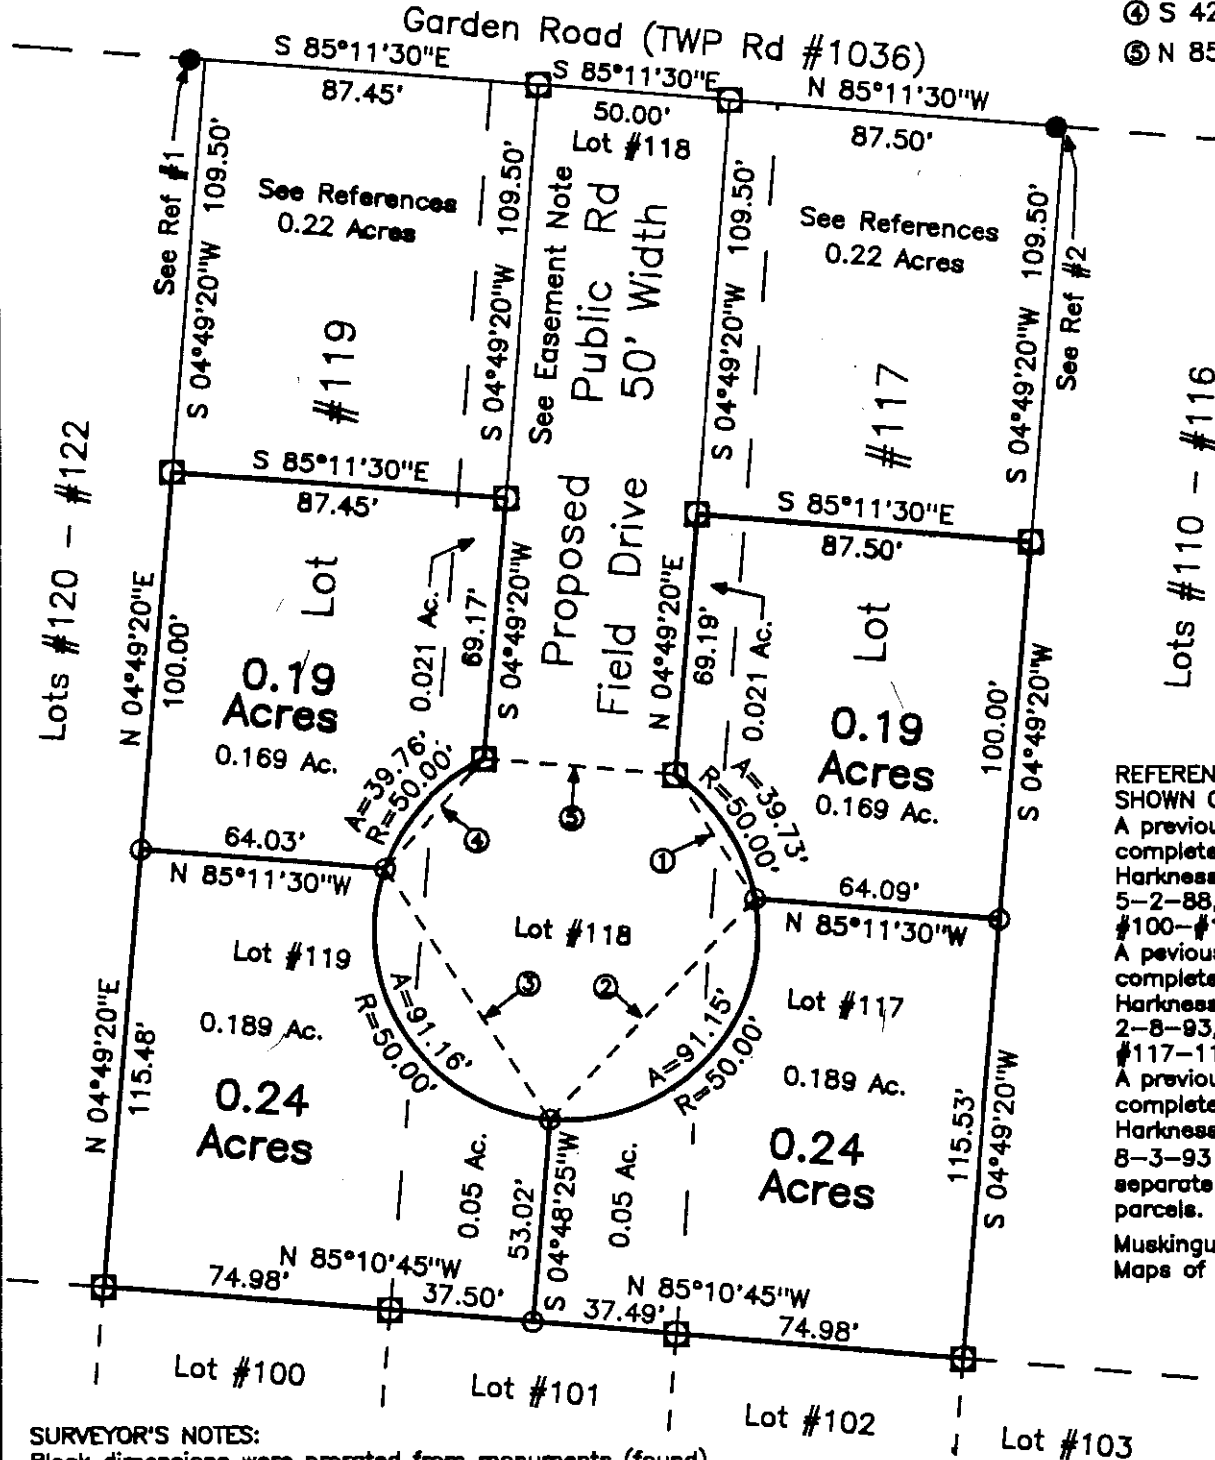 Garden Road (TWP Rd #1036)
④ S 42
⑤ N 85
S 85°11'30"E
87.45'
S 85°11'30"E
50.00'
Lot #118
N 85°11'30"W
87.50'
See Ref #1
S 04°49'20"W 109.50'
See References
0.22 Acres
#119
S 04°49'20"W 109.50'
See Easement Note
Public Rd
50' Width
S 04°49'20"W 109.50'
See References
0.22 Acres
#117
S 04°49'20"W 109.50'
See Ref #2
Lots #120 - #122
Lots #110 - #116
S 85°11'30"E
87.45'
S 85°11'30"E
87.50'
N 04°49'20"E
100.00'
Lot
0.19
Acres
0.169 Ac.
0.021 Ac.
69.17'
S 04°49'20"W
Proposed
Field Drive
N 04°49'20"E
69.19'
0.021 Ac.
Lot
0.19
Acres
0.169 Ac.
100.00'
S 04°49'20"W
A=39.76'
R=50.00'
④
⑤
①
A=39.73'
R=50.00'
64.03'
N 85°11'30"W
64.09'
N 85°11'30"W
Lot #118
③
②
Lot #119
0.189 Ac.
0.24
Acres
N 04°49'20"E
115.48'
A=91.16'
R=50.00'
A=91.15'
R=50.00'
Lot #117
0.189 Ac.
0.24
Acres
115.53'
S 04°49'20"W
0.05 Ac.
53.02'
S 04°48'25"W
0.05 Ac.
N 85°10'45"W
74.98'
37.50'
N 85°10'45"W
37.49'
74.98'
Lot #100
Lot #101
Lot #102
Lot #103
REFEREN
SHOWN
A previou
complete
Harkness
5-2-88,
#100-#
A pevious
complete
Harkness
2-8-93,
#117-11
A previou
complete
Harkness
8-3-93
separate
parcels.
Muskingu
Maps of
SURVEYOR'S NOTES:
Block dimensions were prorated from monuments (found)